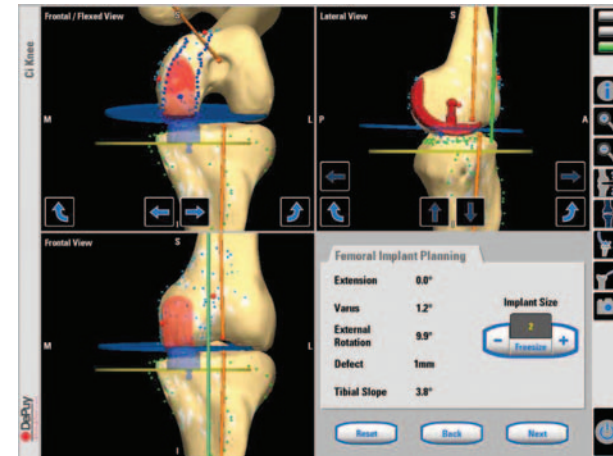 Ci Knee
DePuy
Frontal / Flexed View
S
M
L
I
Lateral View
S
P
A
Frontal View
S
M
L
I
Femoral Implant Planning
Extension 0.0°
Varus 1.2°
External
Rotation 9.9°
Defect 1mm
Tibial Slope 3.8°
Implant Size
2
- Freesize +
Reset Back Next